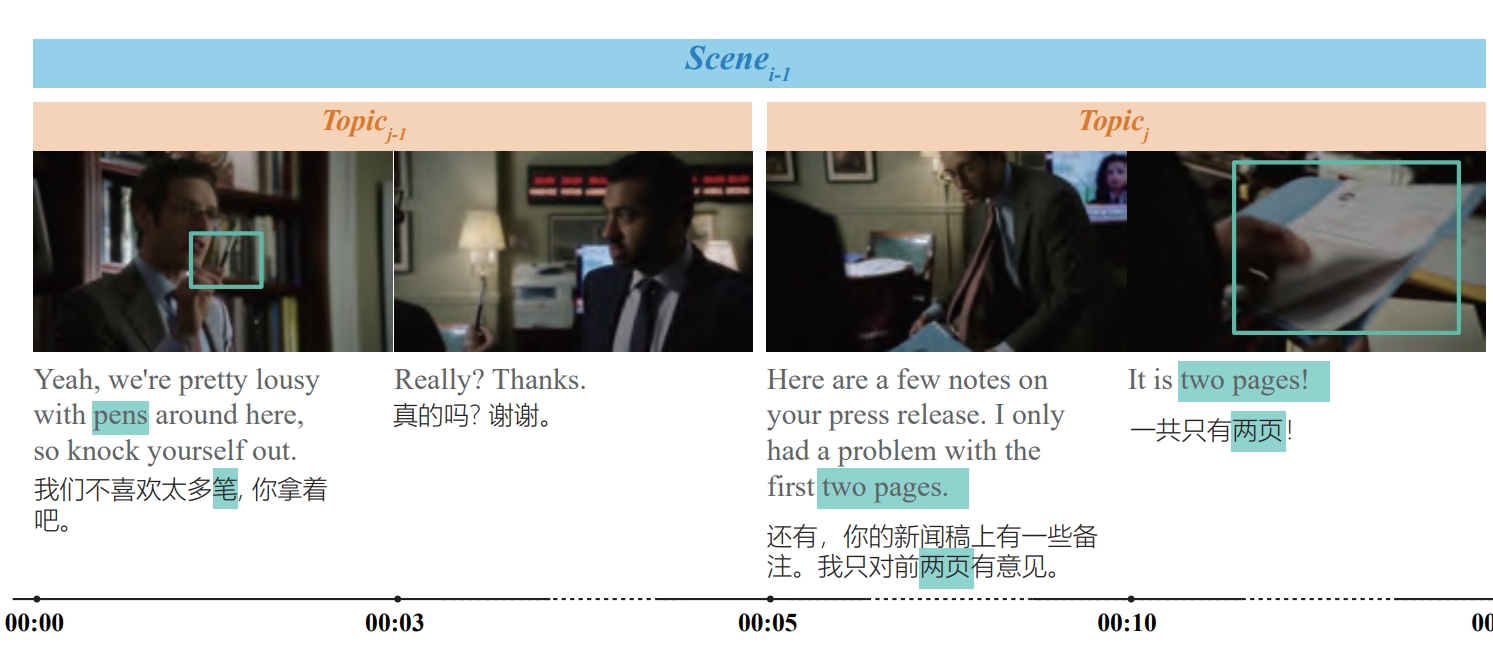 Scene i-1
Topic j-1
Topic j
Yeah, we're pretty lousy
with pens around here,
so knock yourself out.
我们不喜欢太多笔, 你拿着
吧。
Really? Thanks.
真的吗? 谢谢。
Here are a few notes on
your press release. I only
had a problem with the
first two pages.
还有，你的新闻稿上有一些备
注。我只对前两页有意见。
It is two pages!
一共只有两页!
00:00
00:03
00:05
00:10
00